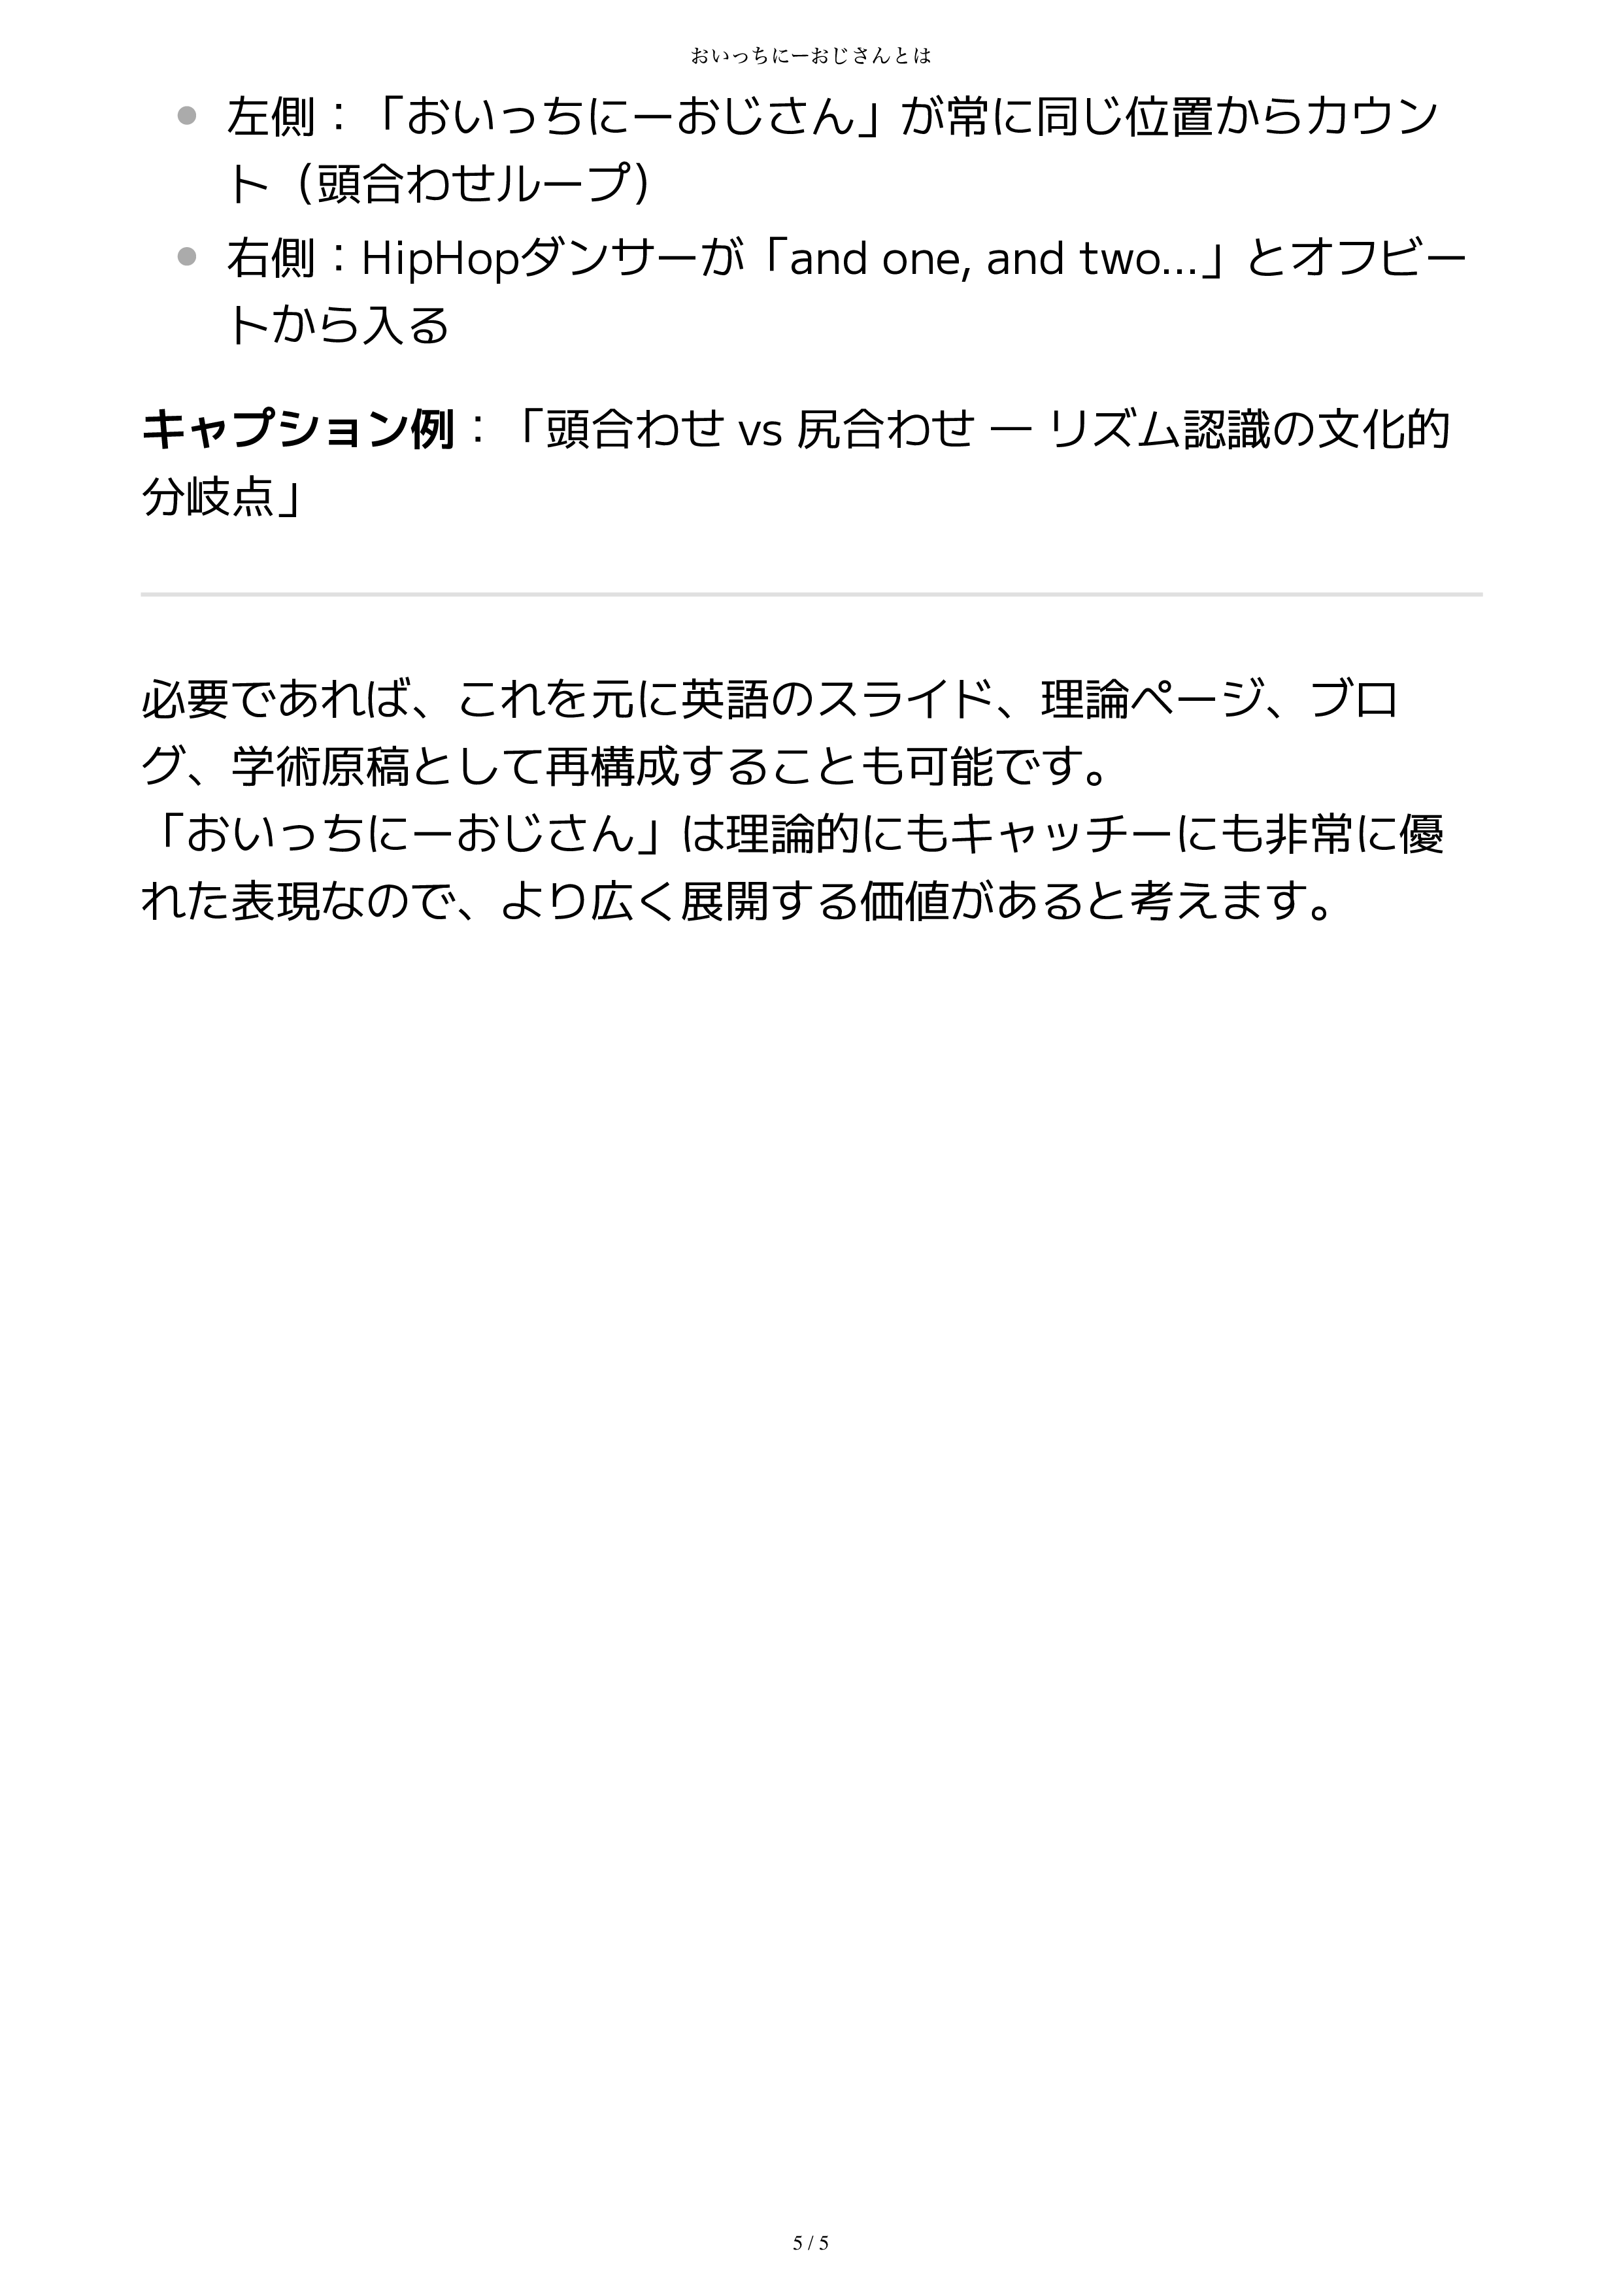 おいっちにーおじさんとは
左側：「おいっちにーおじさん」が常に同じ位置からカウン
ト（頭合わせループ）
右側：HipHopダンサーが「and one, and two...」とオフビー
トから入る
キャプション例：「頭合わせ vs 尻合わせ — リズム認識の文化的
分岐点」
必要であれば、これを元に英語のスライド、理論ページ、ブロ
グ、学術原稿として再構成することも可能です。
「おいっちにーおじさん」は理論的にもキャッチーにも非常に優
れた表現なので、より広く展開する価値があると考えます。
5 / 5